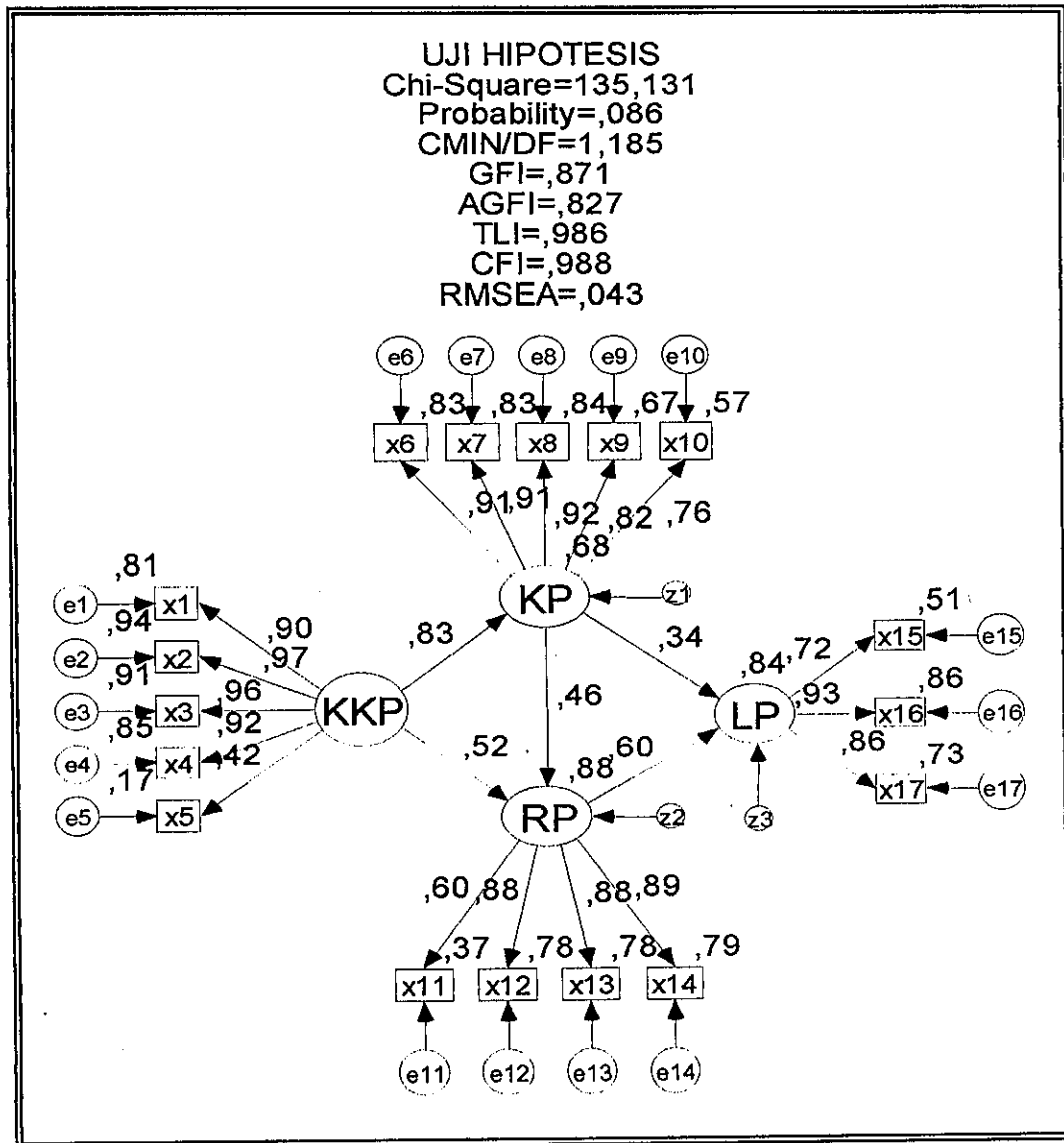 UJI HIPOTESIS
Chi-Square=135,131
Probability=,086
CMIN/DF=1,185
GFI=,871
AGFI=,827
TLI=,986
CFI=,988
RMSEA=,043
e6 e7 e8 e9 e10
,83 ,83 ,84 ,67 ,57
x6 x7 x8 x9 x10
,91 ,91 ,92 ,82 ,76
,68
KP z1
,81
e1 x1
,90
,83
,34
,51
x15 e15
,94
e2 x2
,97
,84 ,72
,91
e3 x3
,96
KKP
,46
LP
,93
,86
x16 e16
,85
e4 x4
,92
,52
,60
,86
,73
x17 e17
,17
e5 x5
,42
,88
RP z2 z3
,60 ,88 ,88 ,89
,37 ,78 ,78 ,79
x11 x12 x13 x14
e11 e12 e13 e14